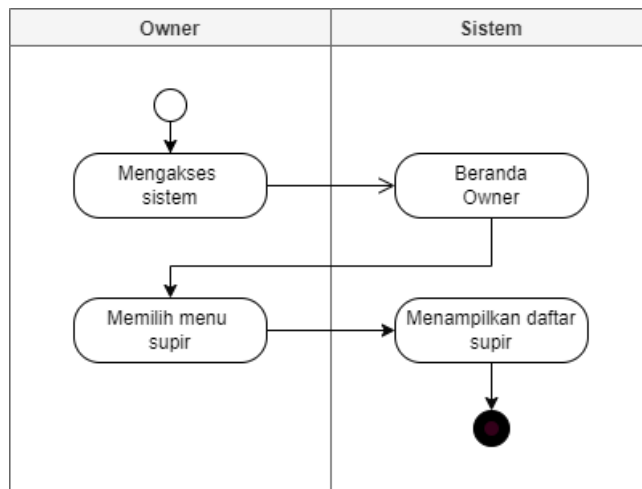 Owner
Sistem
Mengakses
sistem
Beranda
Owner
Memilih menu
supir
Menampilkan daftar
supir